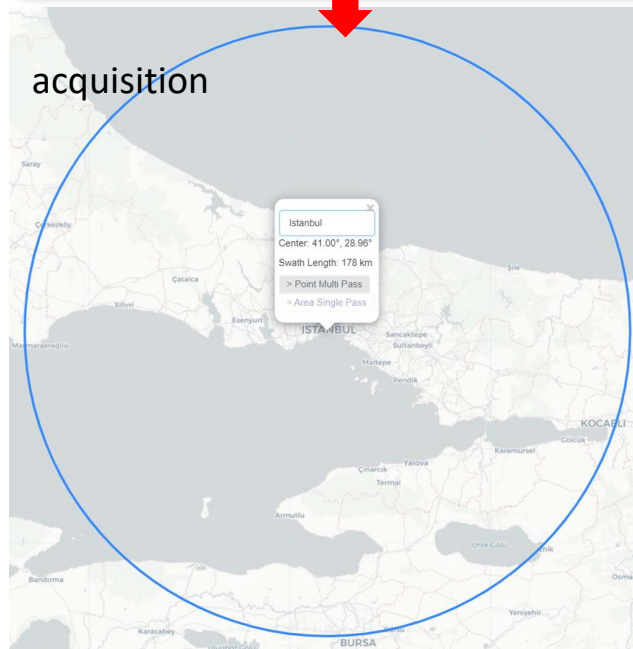 acquisition
Saray
Çerkezköy
×
Istanbul
Center: 41.00°, 28.96°
Swath Length: 178 km
> Point Multi Pass
> Area Single Pass
Şile
Çatalca
Silivri
Esenyurt
ISTANBUL
Sancaktepe
Sultanbeyli
Marmaraereğlisi
Maltepe
Pendik
KOCAELI
Gölcük
Karamürsel
Yalova
Çınarcık
Termal
Armutlu
İznik Gölü
İznik
Bandırma
Osma
Yenişehir
Karacabey
BURSA